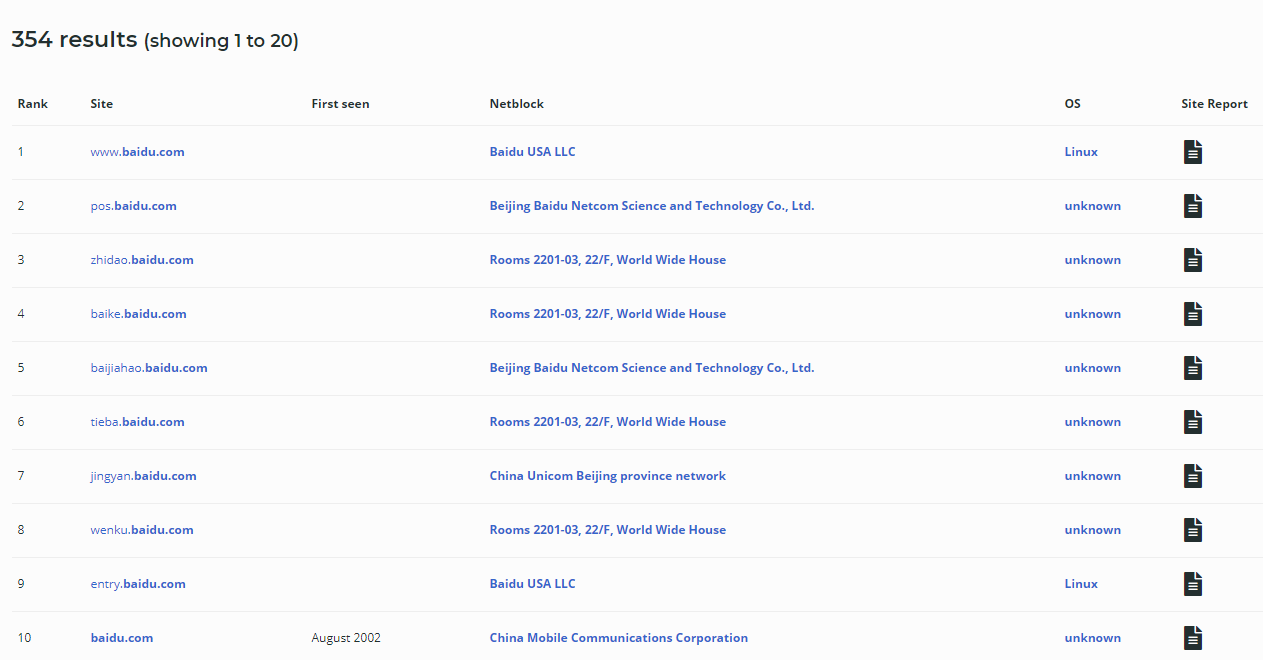 354 results (showing 1 to 20)
Rank Site First seen Netblock OS Site Report
1 www.baidu.com Baidu USA LLC Linux
2 pos.baidu.com Beijing Baidu Netcom Science and Technology Co., Ltd. unknown
3 zhidao.baidu.com Rooms 2201-03, 22/F, World Wide House unknown
4 baike.baidu.com Rooms 2201-03, 22/F, World Wide House unknown
5 baijiahao.baidu.com Beijing Baidu Netcom Science and Technology Co., Ltd. unknown
6 tieba.baidu.com Rooms 2201-03, 22/F, World Wide House unknown
7 jingyan.baidu.com China Unicom Beijing province network unknown
8 wenku.baidu.com Rooms 2201-03, 22/F, World Wide House unknown
9 entry.baidu.com Baidu USA LLC Linux
10 baidu.com August 2002 China Mobile Communications Corporation unknown